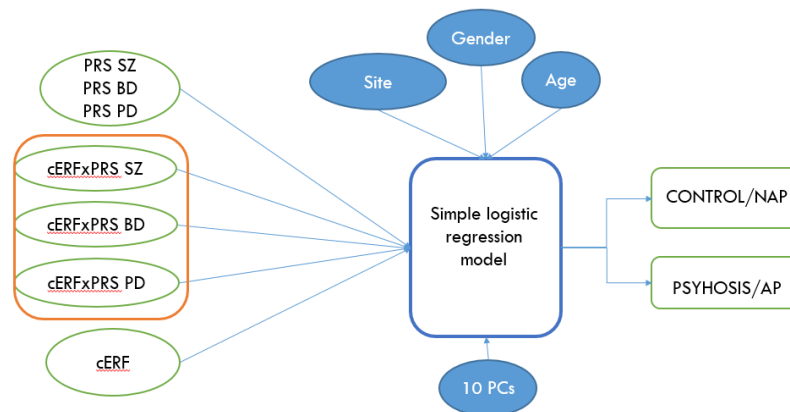 PRS SZ
PRS BD
PRS PD
cERFxPRS SZ
cERFxPRS BD
cERFxPRS PD
cERF
Site
Gender
Age
Simple logistic
regression
model
10 PCs
CONTROL/NAP
PSYHOSIS/AP